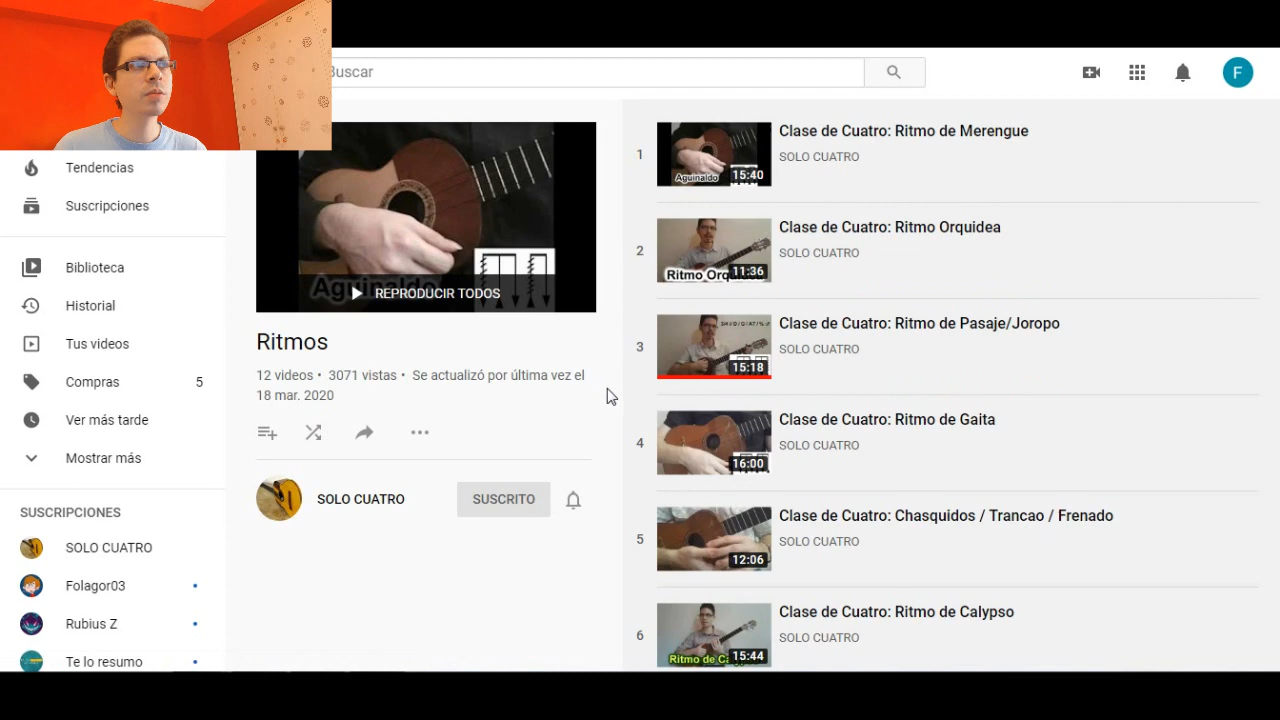 Buscar
F
Tendencias
Suscripciones
Biblioteca
Historial
Tus videos
Compras 5
Ver más tarde
Mostrar más
SUSCRIPCIONES
SOLO CUATRO
Folagor03
Rubius Z
Te lo resumo
Aguinaldo
REPRODUCIR TODOS
Ritmos
12 videos • 3071 vistas • Se actualizó por última vez el
18 mar. 2020
SOLO CUATRO
SUSCRITO
1
Aguinaldo
15:40
Clase de Cuatro: Ritmo de Merengue
SOLO CUATRO
2
Ritmo
11:36
Clase de Cuatro: Ritmo Orquidea
SOLO CUATRO
3
15:18
Clase de Cuatro: Ritmo de Pasaje/Joropo
SOLO CUATRO
4
16:00
Clase de Cuatro: Ritmo de Gaita
SOLO CUATRO
5
12:06
Clase de Cuatro: Chasquidos / Trancao / Frenado
SOLO CUATRO
6
Ritmo de
15:44
Clase de Cuatro: Ritmo de Calypso
SOLO CUATRO